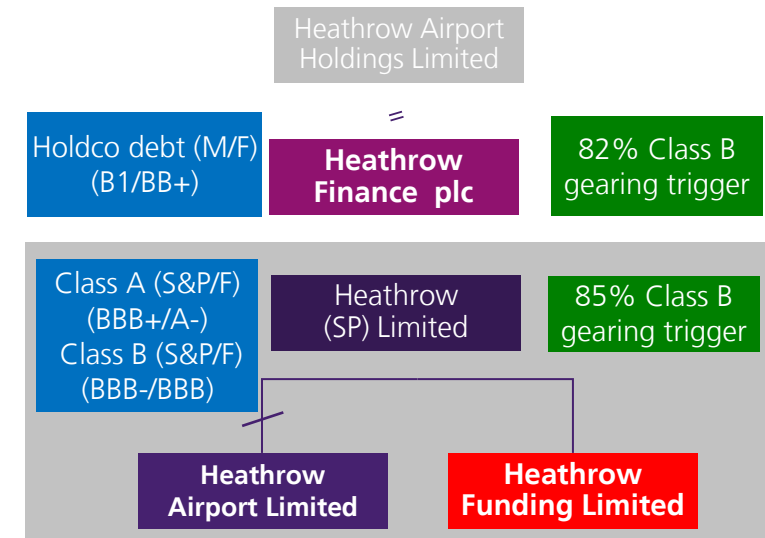 Heathrow Airport
Holdings Limited
=
Holdco debt (M/F)
(B1/BB+)
Heathrow
Finance plc
82% Class B
gearing trigger
Class A (S&P/F)
(BBB+/A-)
Class B (S&P/F)
(BBB-/BBB)
Heathrow
(SP) Limited
85% Class B
gearing trigger
Heathrow
Airport Limited
Heathrow
Funding Limited